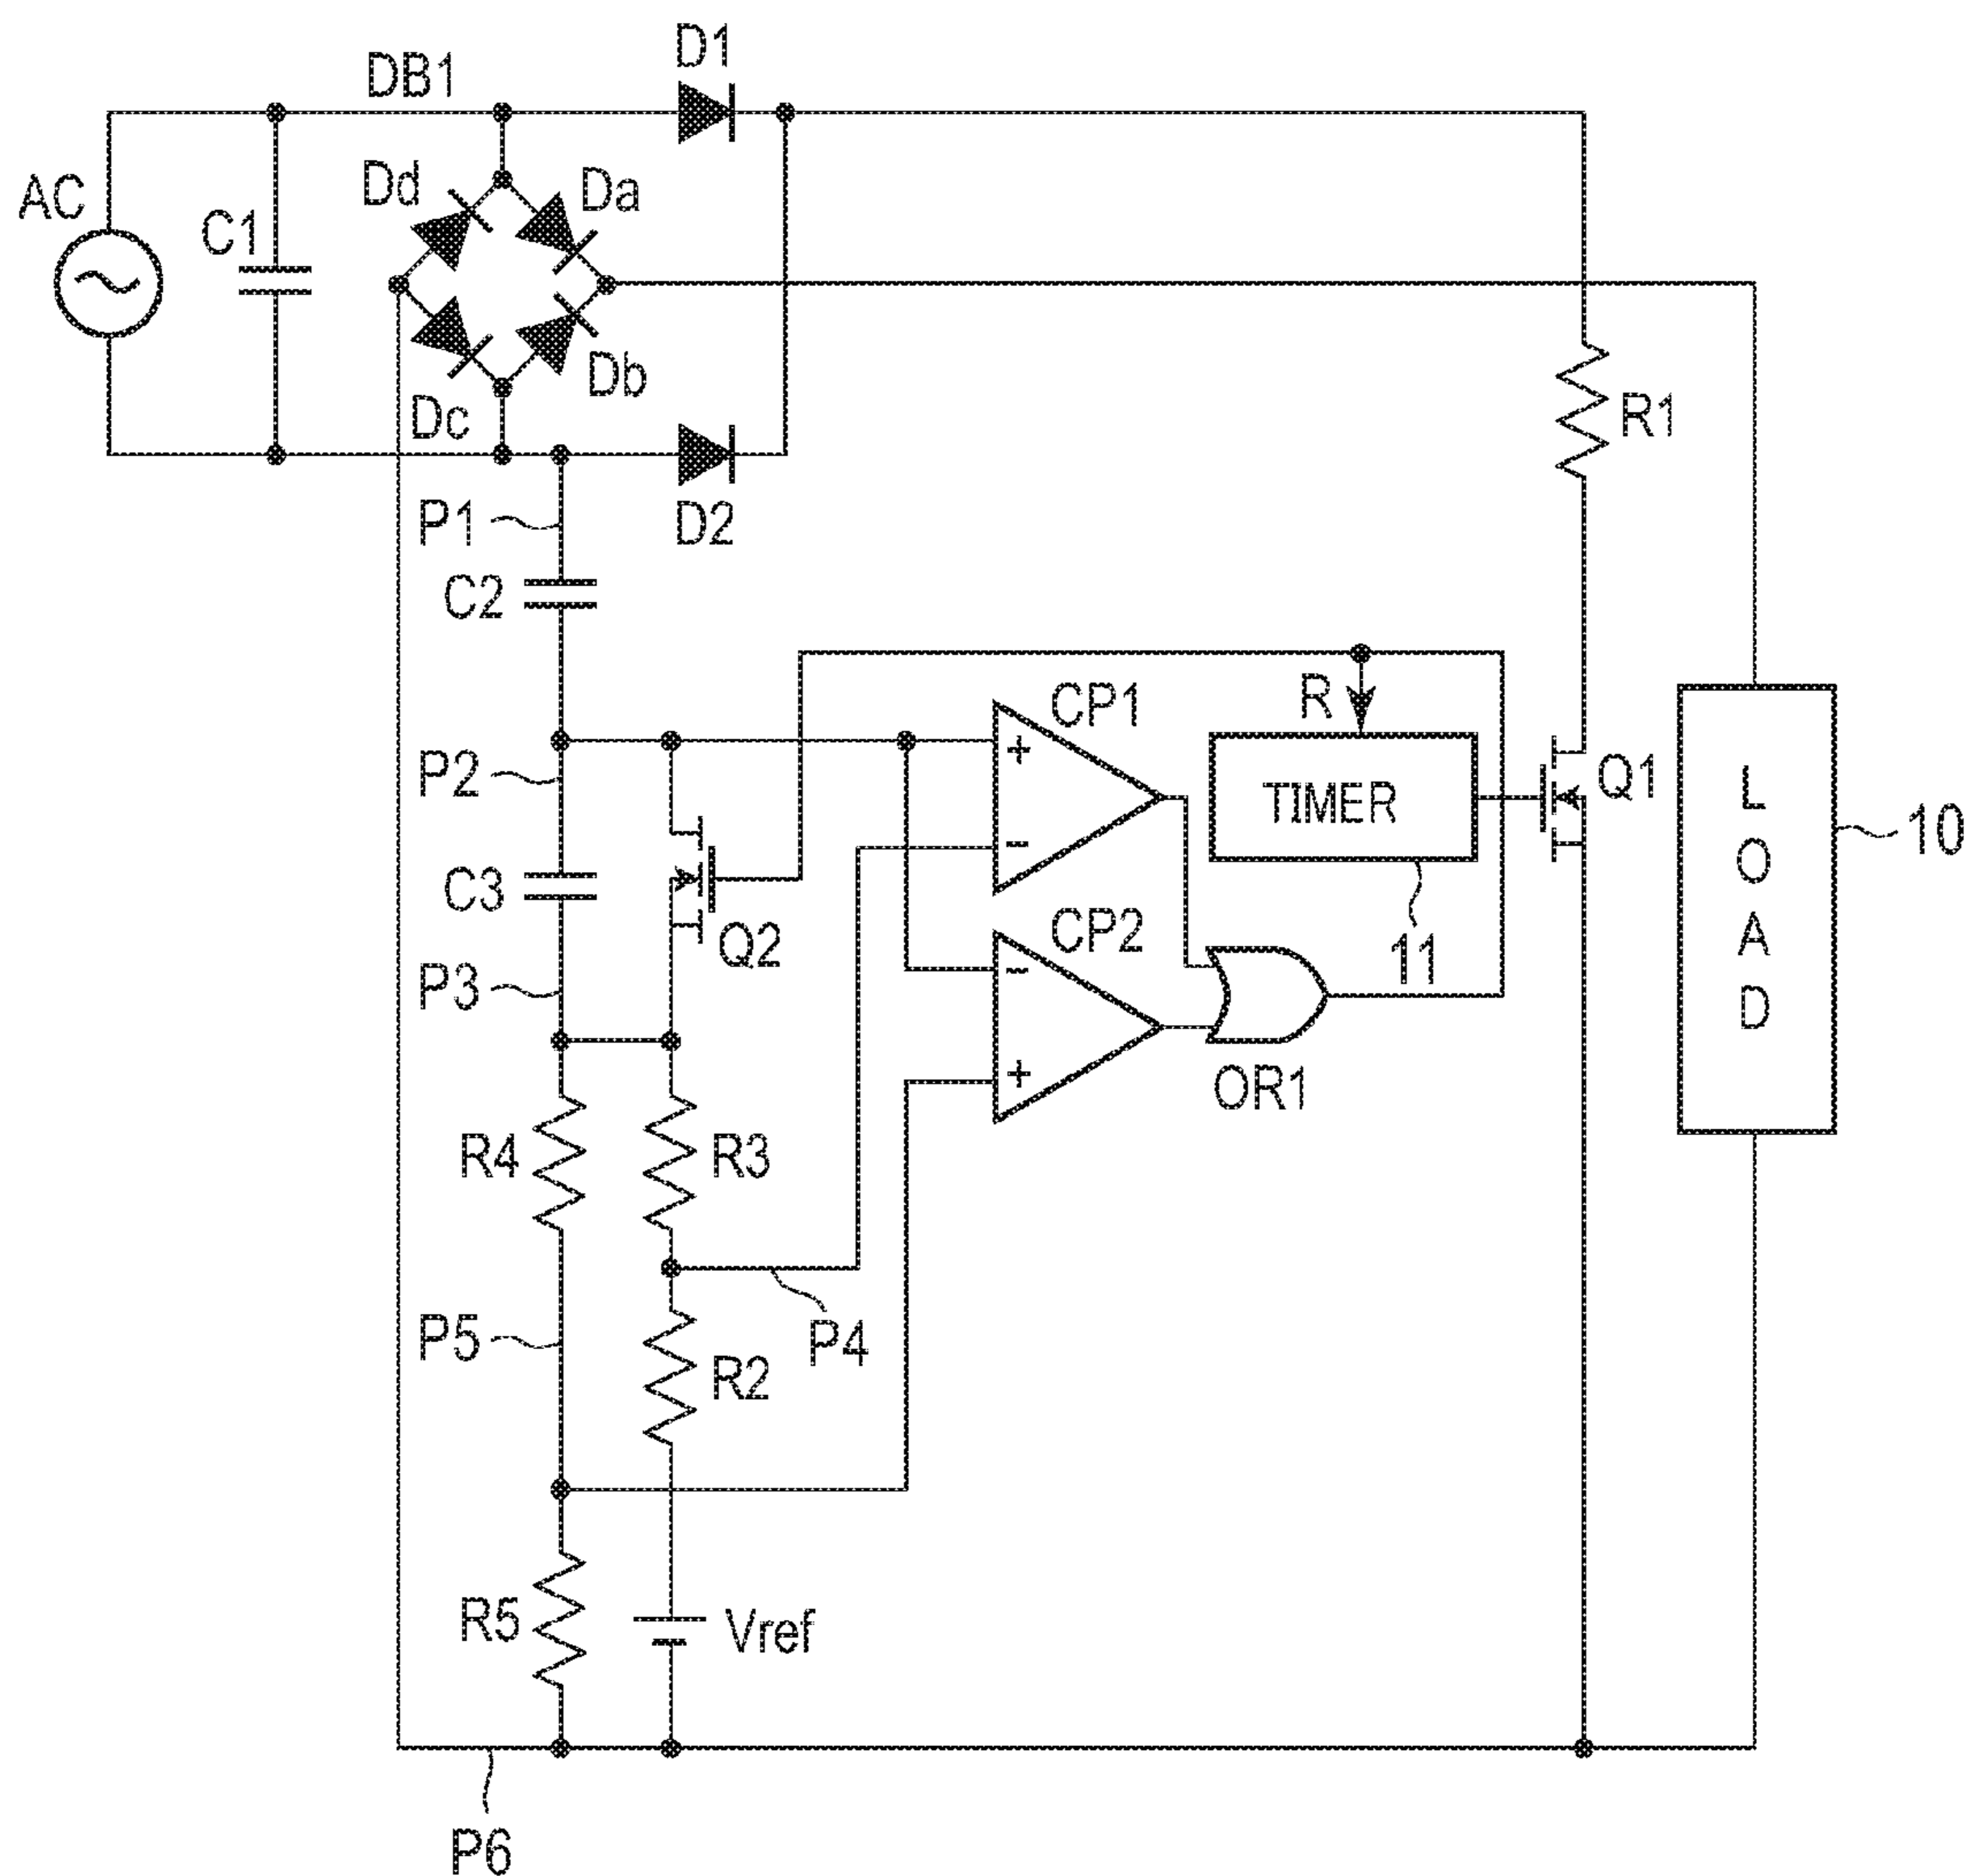 D1
DB1
Dd
Da
AC
C1
Db
Dc
R1
P1
D2
C2
CP1
R
P2
TIMER
Q1
LOAD
10
C3
Q2
CP2
11
P3
OR1
R4
R3
P5
P4
R2
R5
Vref
P6